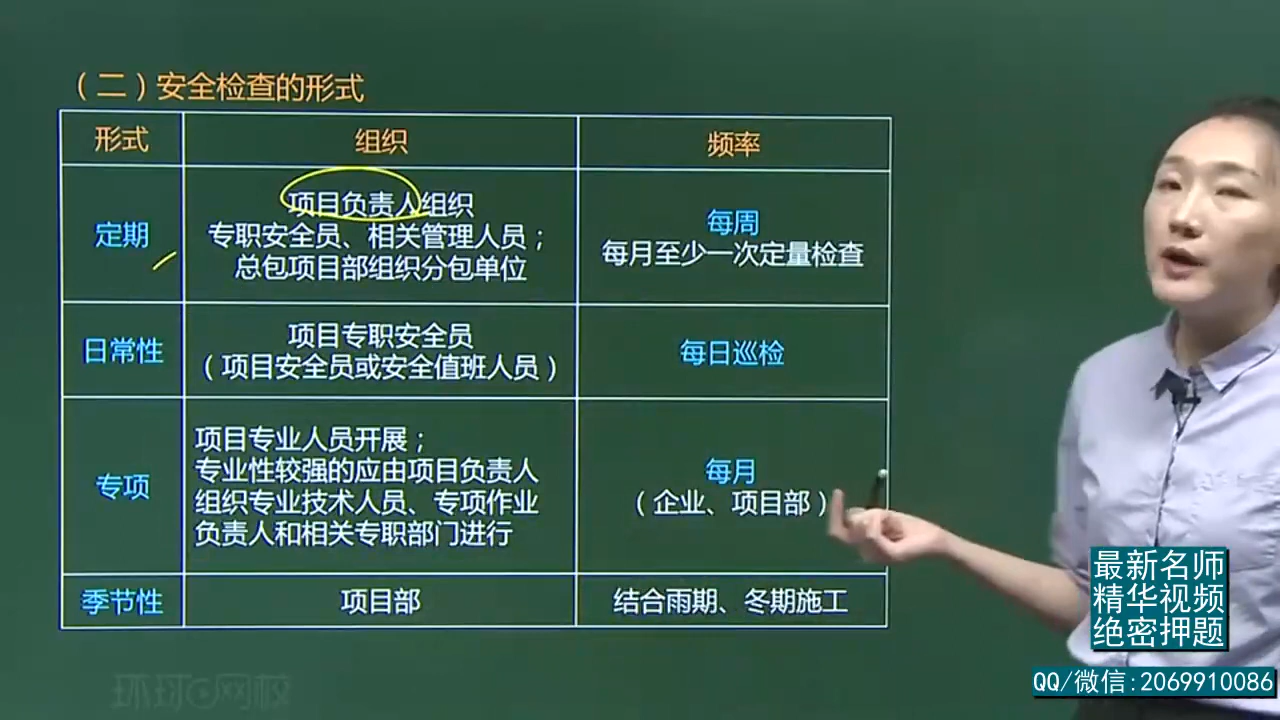 （二）安全检查的形式
形式
组织
频率
定期
项目负责人组织
专职安全员、相关管理人员；
总包项目部组织分包单位
每周
每月至少一次定量检查
日常性
项目专职安全员
（项目安全员或安全值班人员）
每日巡检
专项
项目专业人员开展；
专业性较强的应由项目负责人
组织专业技术人员、专项作业
负责人和相关专职部门进行
每月
（企业、项目部）
季节性
项目部
结合雨期、冬期施工
最新名师
精华视频
绝密押题
QQ/微信:2069910086
环球网校